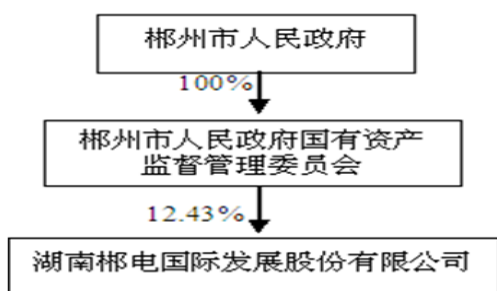 郴州市人民政府
100%
郴州市人民政府国有资产
监督管理委员会
12.43%
湖南郴电国际发展股份有限公司